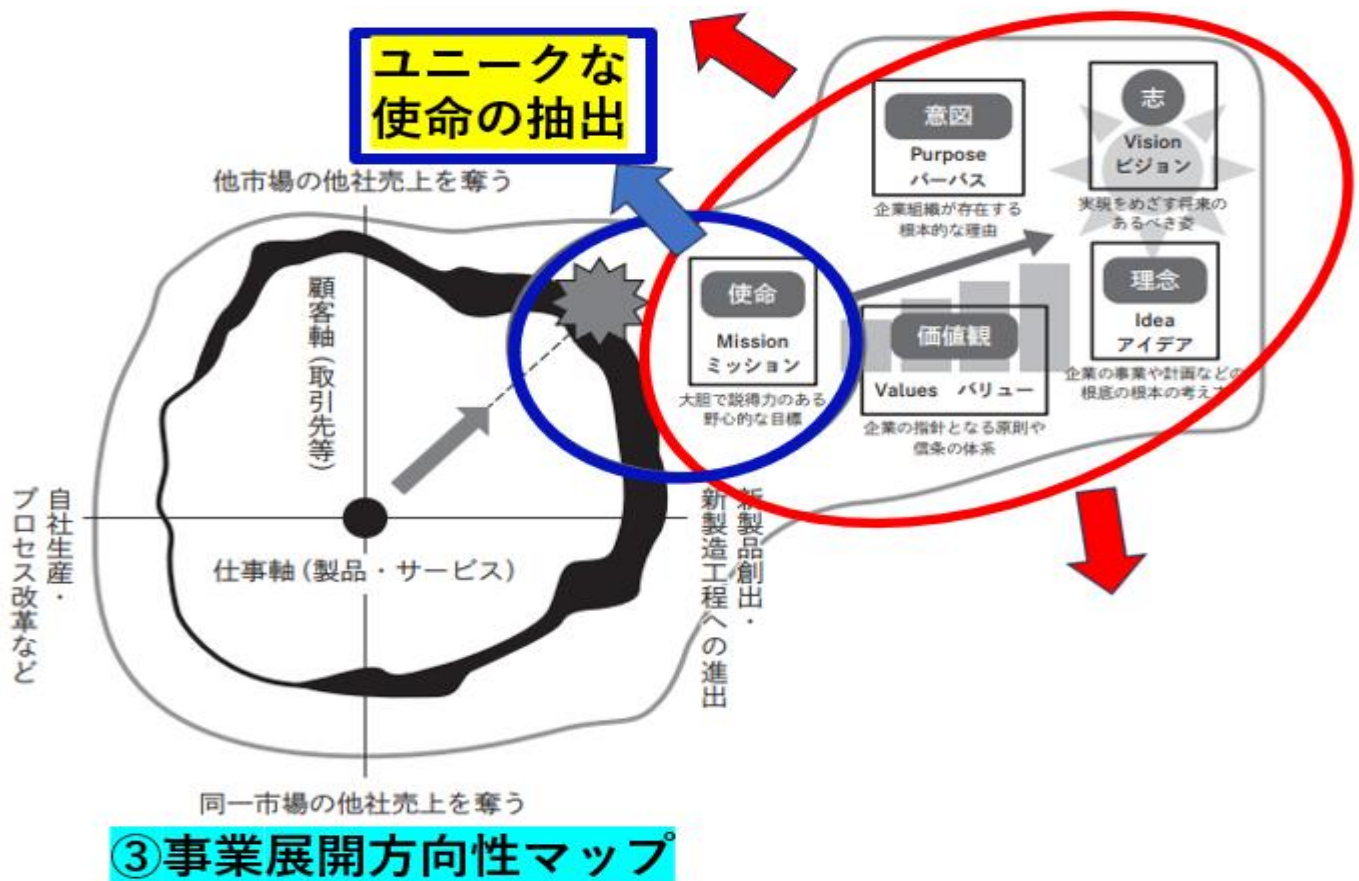 ユニークな
使命の抽出
他市場の他社売上を奪う
顧客軸(取引先等)
仕事軸(製品・サービス)
自社生産・
プロセス改革など
新製品創出・
新製造工程への進出
同一市場の他社売上を奪う
意図
Purpose
パーパス
企業組織が存在する
根本的な理由
志
Vision
ビジョン
実現をめざす将来の
あるべき姿
使命
Mission
ミッション
大胆で説得力のある
野心的な目標
価値観
Values バリュー
企業の指針となる原則や
信条の体系
理念
Idea
アイデア
企業の事業や計画などの
根底の根本の考え方
③事業展開方向性マップ